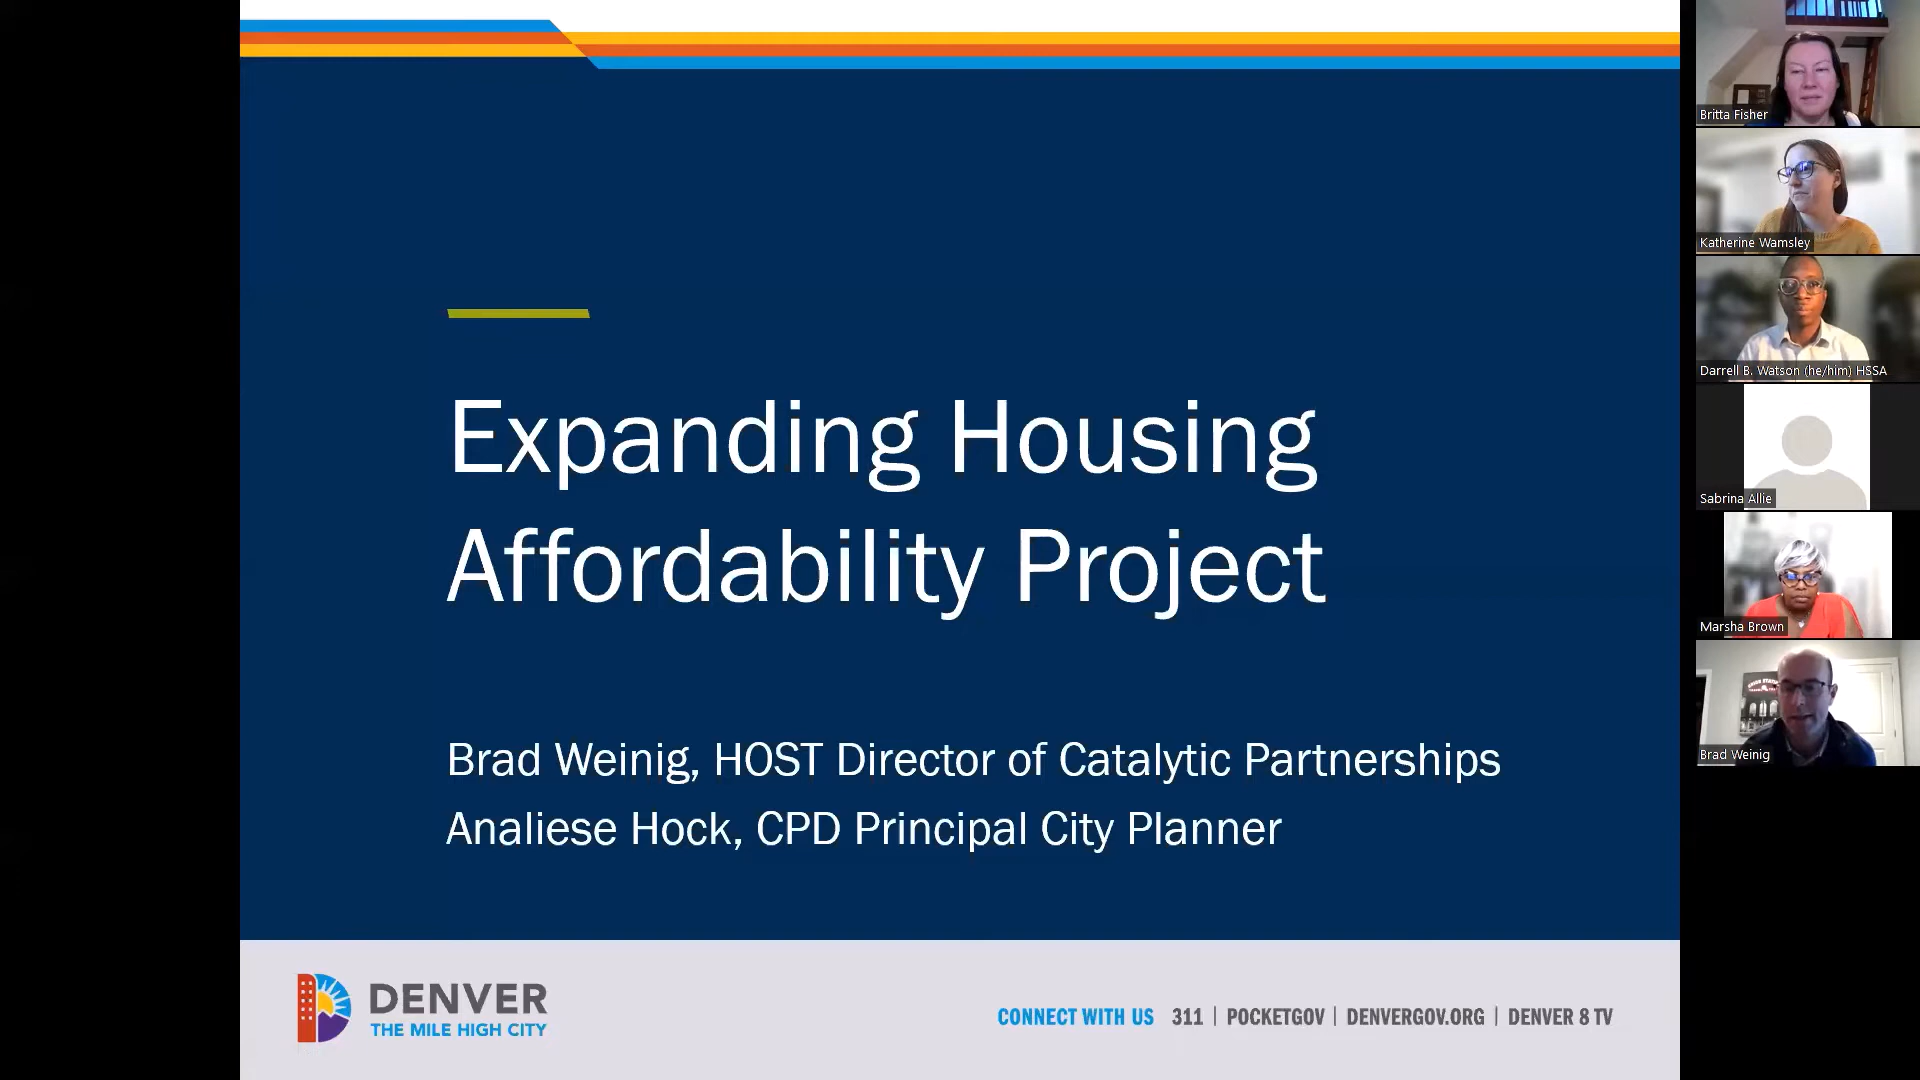 Expanding Housing
Affordability Project
Brad Weinig, HOST Director of Catalytic Partnerships
Analiese Hock, CPD Principal City Planner
DENVER
THE MILE HIGH CITY
CONNECT WITH US 311 | POCKETGOV | DENVERGOV.ORG | DENVER 8 TV
Britta Fisher
Katherine Wamsley
Darrell B. Watson (he/him) HSSA
Sabrina Allie
Marsha Brown
Brad Weinig